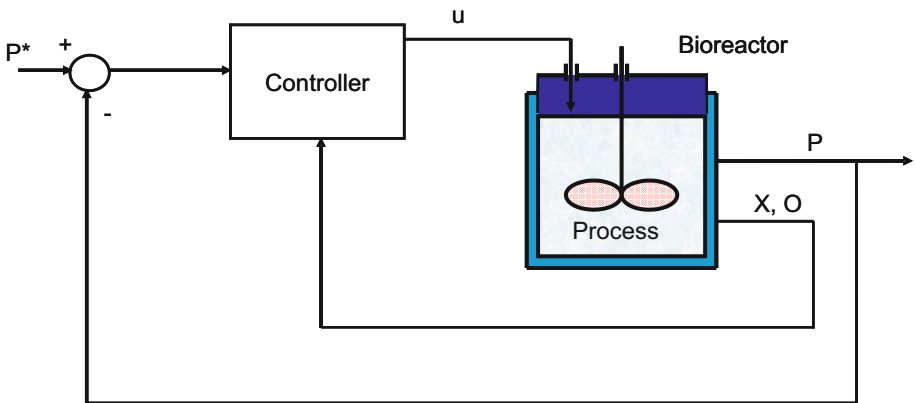 u
P*
+
-
Controller
Bioreactor
P
X, O
Process